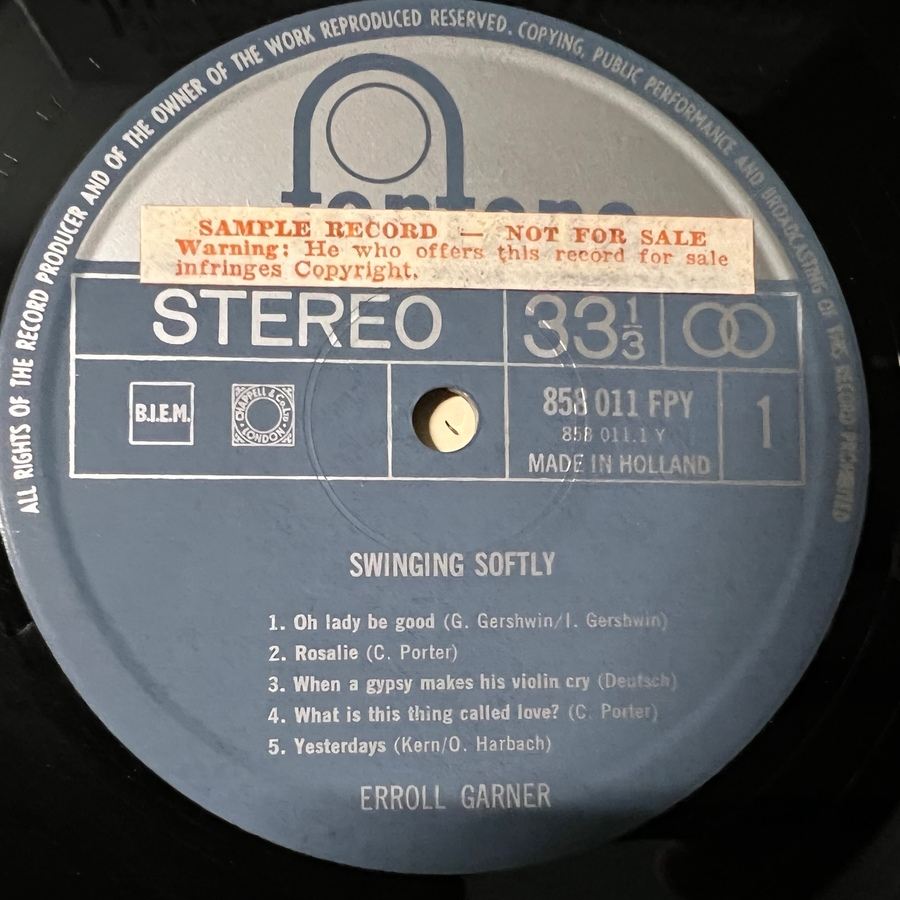 ALL RIGHTS OF THE RECORD PRODUCER AND OF THE OWNER OF THE WORK REPRODUCED RESERVED. COPYING, PUBLIC PERFORMANCE AND BROADCASTING OF THIS RECORD PROHIBITED
fontana
SAMPLE RECORD — NOT FOR SALE
Warning: He who offers this record for sale
infringes Copyright.
STEREO
33 1/3
B.I.E.M.
CHAPPELL & Co. Ltd
LONDON
858 011 FPY
858 011.1 Y
MADE IN HOLLAND
1
SWINGING SOFTLY
1. Oh lady be good (G. Gershwin/I. Gershwin)
2. Rosalie (C. Porter)
3. When a gypsy makes his violin cry (Deutsch)
4. What is this thing called love? (C. Porter)
5. Yesterdays (Kern/O. Harbach)
ERROLL GARNER